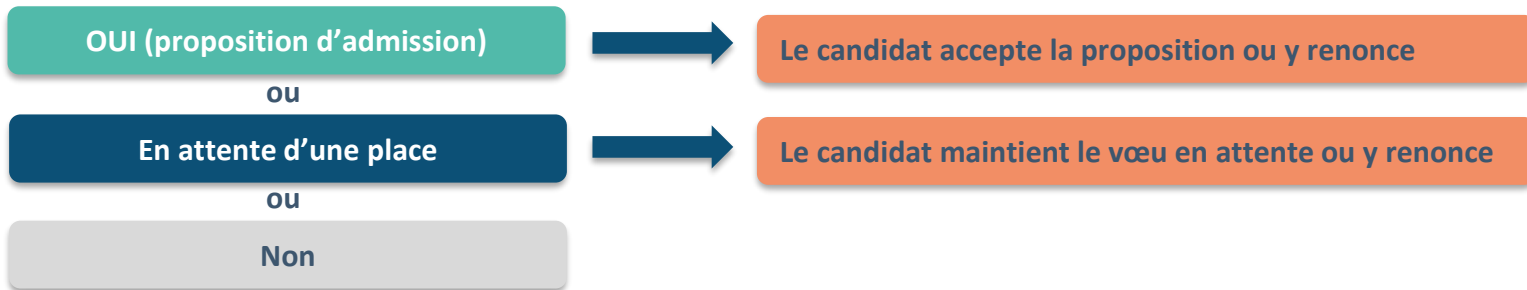 OUI (proposition d’admission)
Le candidat accepte la proposition ou y renonce
ou
En attente d’une place
Le candidat maintient le vœu en attente ou y renonce
ou
Non